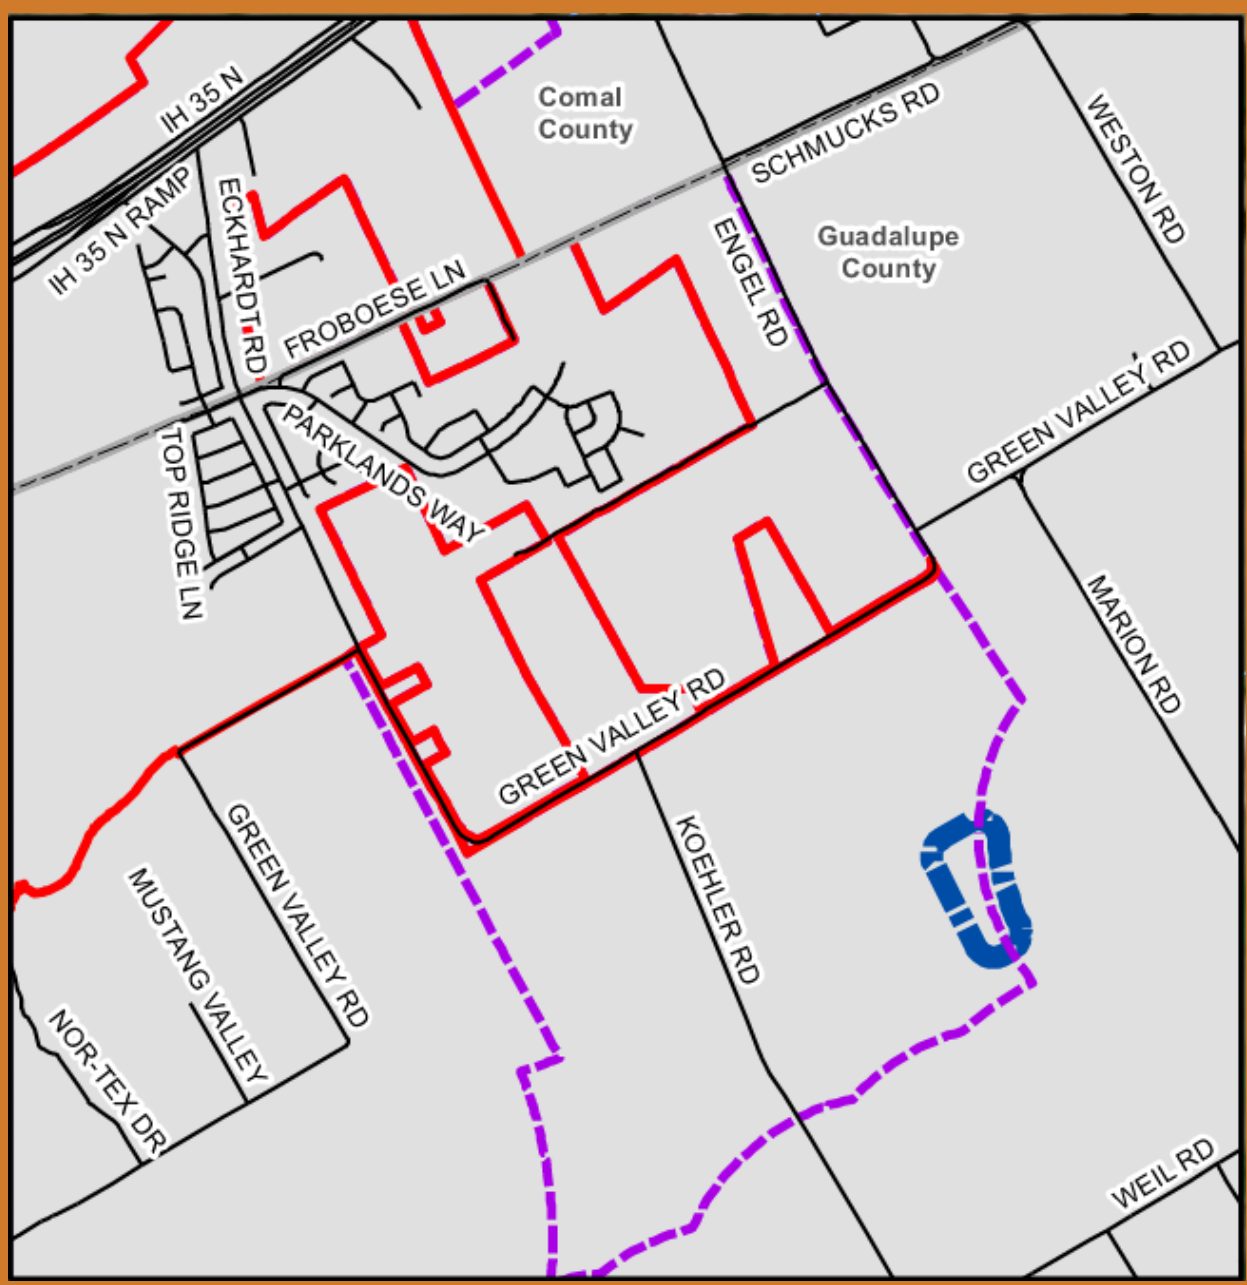 IH 35 N
Comal
County
SCHMUCKS RD
WESTON RD
IH 35 N RAMP
ECKHARDT RD
ENGEL RD
Guadalupe
County
FROBOESE LN
GREEN VALLEY RD
PARKLANDS WAY
TOP RIDGE LN
MARION RD
GREEN VALLEY RD
GREEN VALLEY RD
KOEHLER RD
MUSTANG VALLEY
NOR-TEX DR
WEIL RD